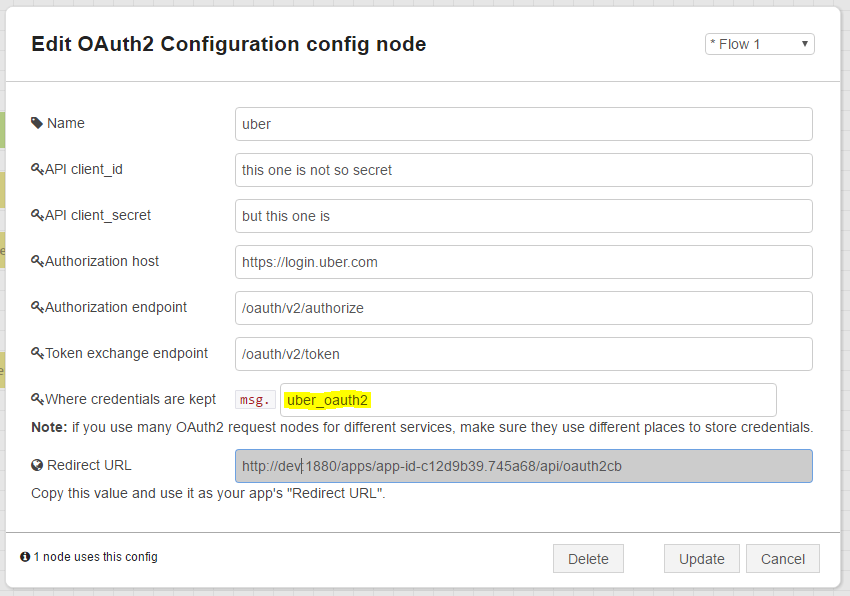 Edit OAuth2 Configuration config node
* Flow 1
Name
uber
API client_id
this one is not so secret
API client_secret
but this one is
Authorization host
https://login.uber.com
Authorization endpoint
/oauth/v2/authorize
Token exchange endpoint
/oauth/v2/token
Where credentials are kept
msg.
uber_oauth2
Note: if you use many OAuth2 request nodes for different services, make sure they use different places to store credentials.
Redirect URL
http://dev:1880/apps/app-id-c12d9b39.745a68/api/oauth2cb
Copy this value and use it as your app's "Redirect URL".
1 node uses this config
Delete
Update
Cancel